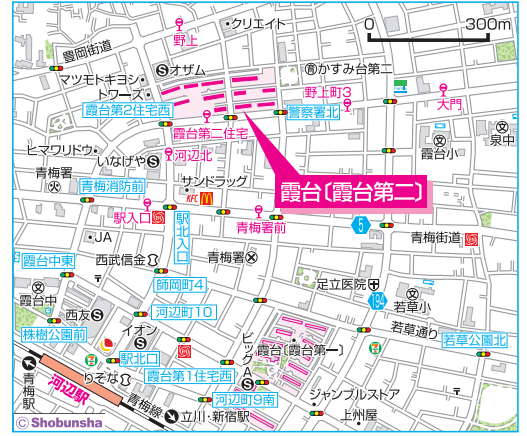 クリエイト
0 300m
野上
豊岡街道
オザム
かすみ台第二
マツモトキヨシ
トワーズ
野上町3
大門
霞台第2住宅西
警察署北
霞台第二住宅
泉中
ヒマワリドウ
いなげや
河辺北
霞台小
青梅署
青梅消防前
サンドラッグ
KFC
霞台〔霞台第二〕
駅入口
駅北入口
青梅署前
5
青梅街道
JA
西武信金
青梅署
霞台中東
師岡町4
足立医院
194
若草小
霞台中
西友
河辺町10
株樹公園前
イオン
ビッグA
霞台〔霞台第一〕
若草通り
若草公園北
駅北口
りそな
霞台第1住宅西
河辺駅
青梅駅
青梅線
立川・新宿駅
河辺町9南
ジャンブルストア
上州屋
© Shobunsha